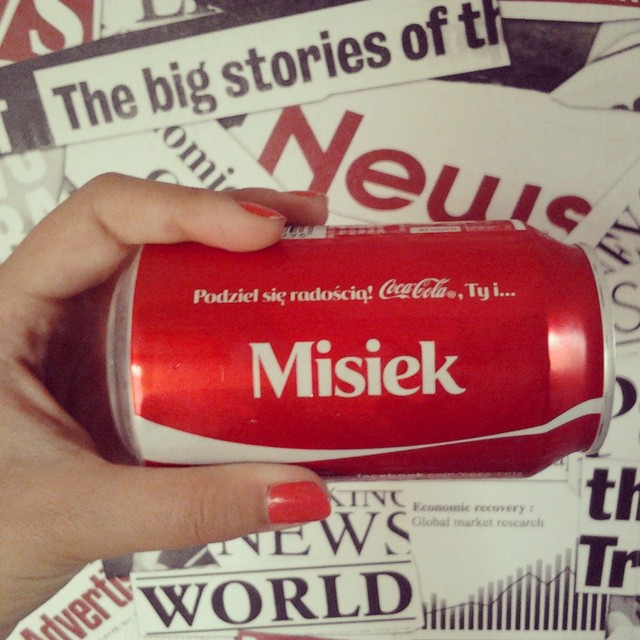 The big stories of th
News
Podziel się radością! Coca-Cola®, Ty i...
Misiek
NEWS
WORLD
Economic recovery :
Global market research
th
Tr
Advert